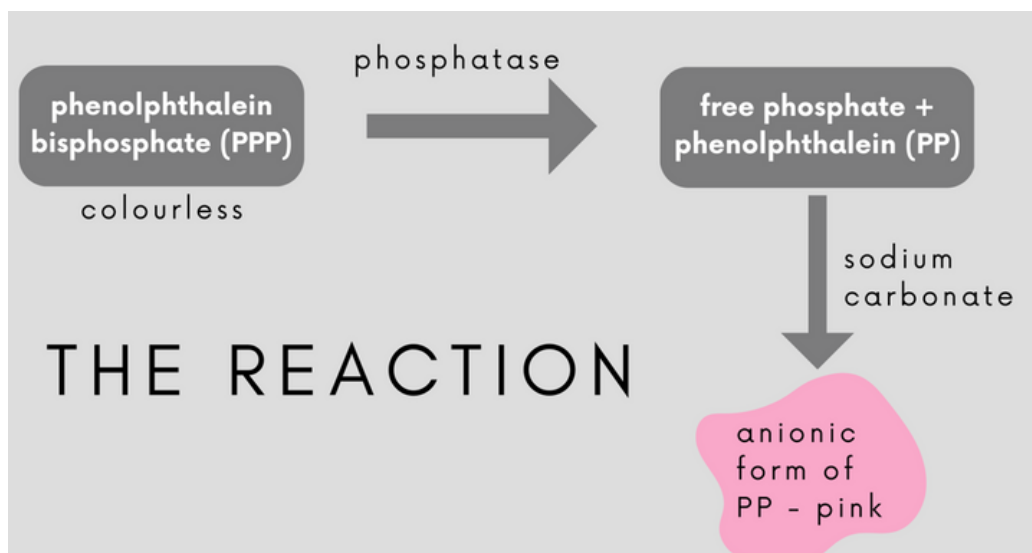 phosphatase
phenolphthalein
bisphosphate (PPP)
colourless
free phosphate +
phenolphthalein (PP)
sodium
carbonate
THE REACTION
anionic
form of
PP - pink